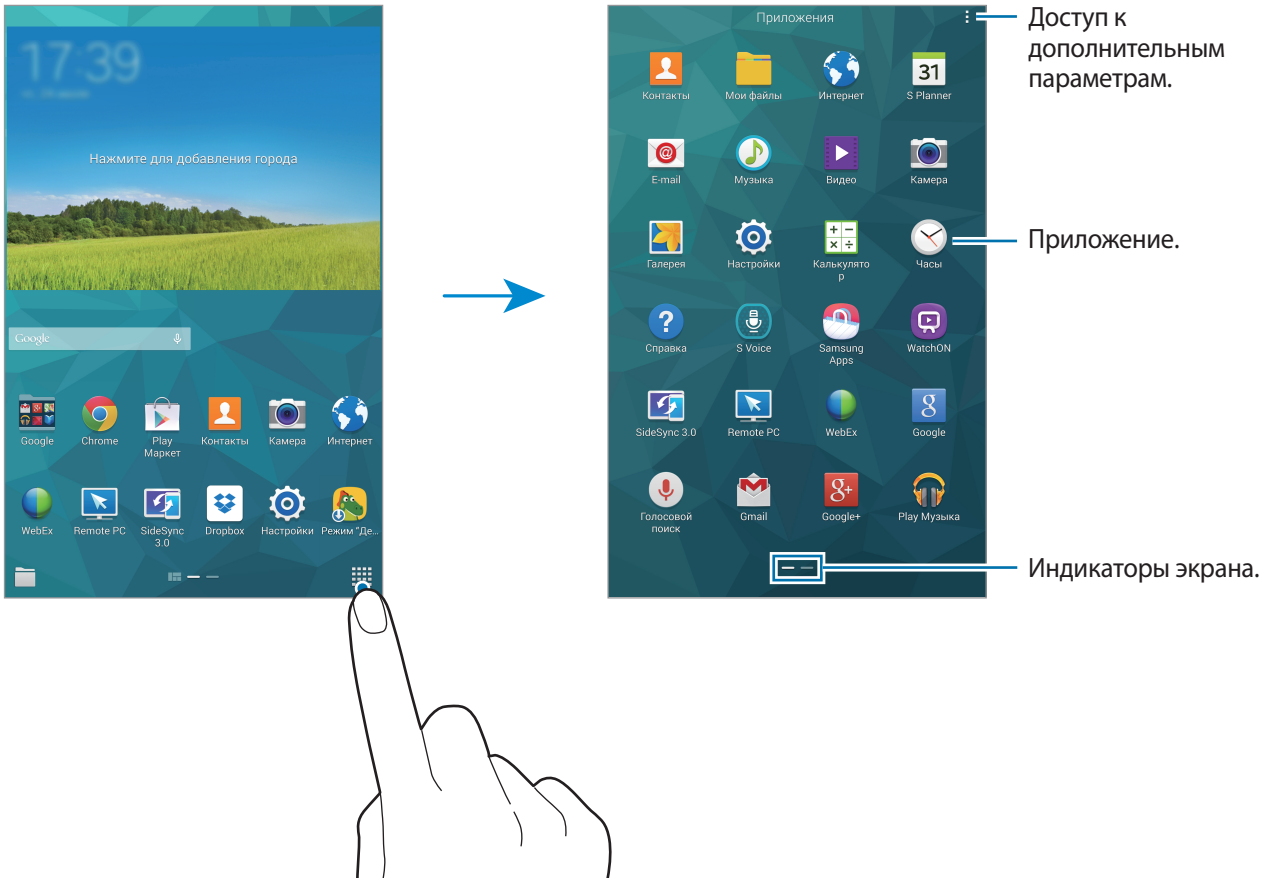 17:39
Нажмите для добавления города
Google
Google
Chrome
Play
Маркет
Контакты
Камера
Интернет
WebEx
Remote PC
SideSync
3.0
Dropbox
Настройки
Режим "Де...
Приложения
31
Контакты
Мои файлы
Интернет
S Planner
E-mail
Музыка
Видео
Камера
Галерея
Настройки
Калькулято
р
Часы
Справка
S Voice
Samsung
Apps
WatchON
SideSync 3.0
Remote PC
WebEx
Google
Голосовой
поиск
Gmail
Google+
Play Музыка
Доступ к
дополнительным
параметрам.
Приложение.
Индикаторы экрана.